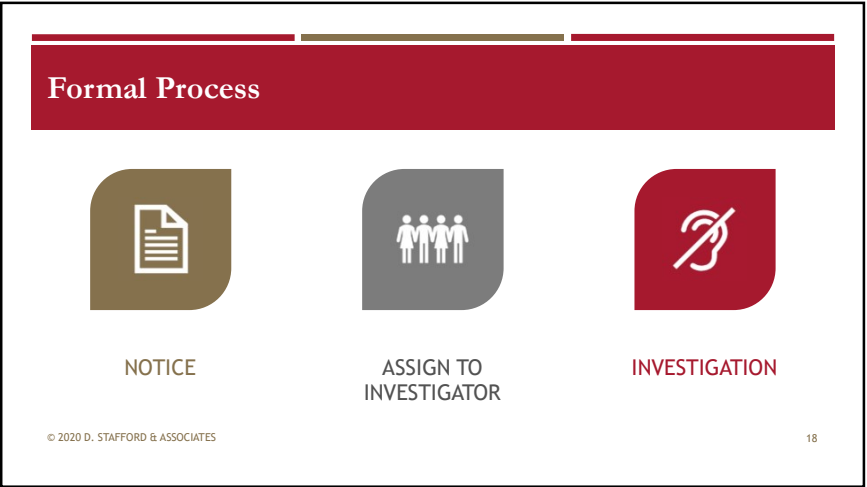 Formal Process
NOTICE
ASSIGN TO
INVESTIGATOR
INVESTIGATION
© 2020 D. STAFFORD & ASSOCIATES
18